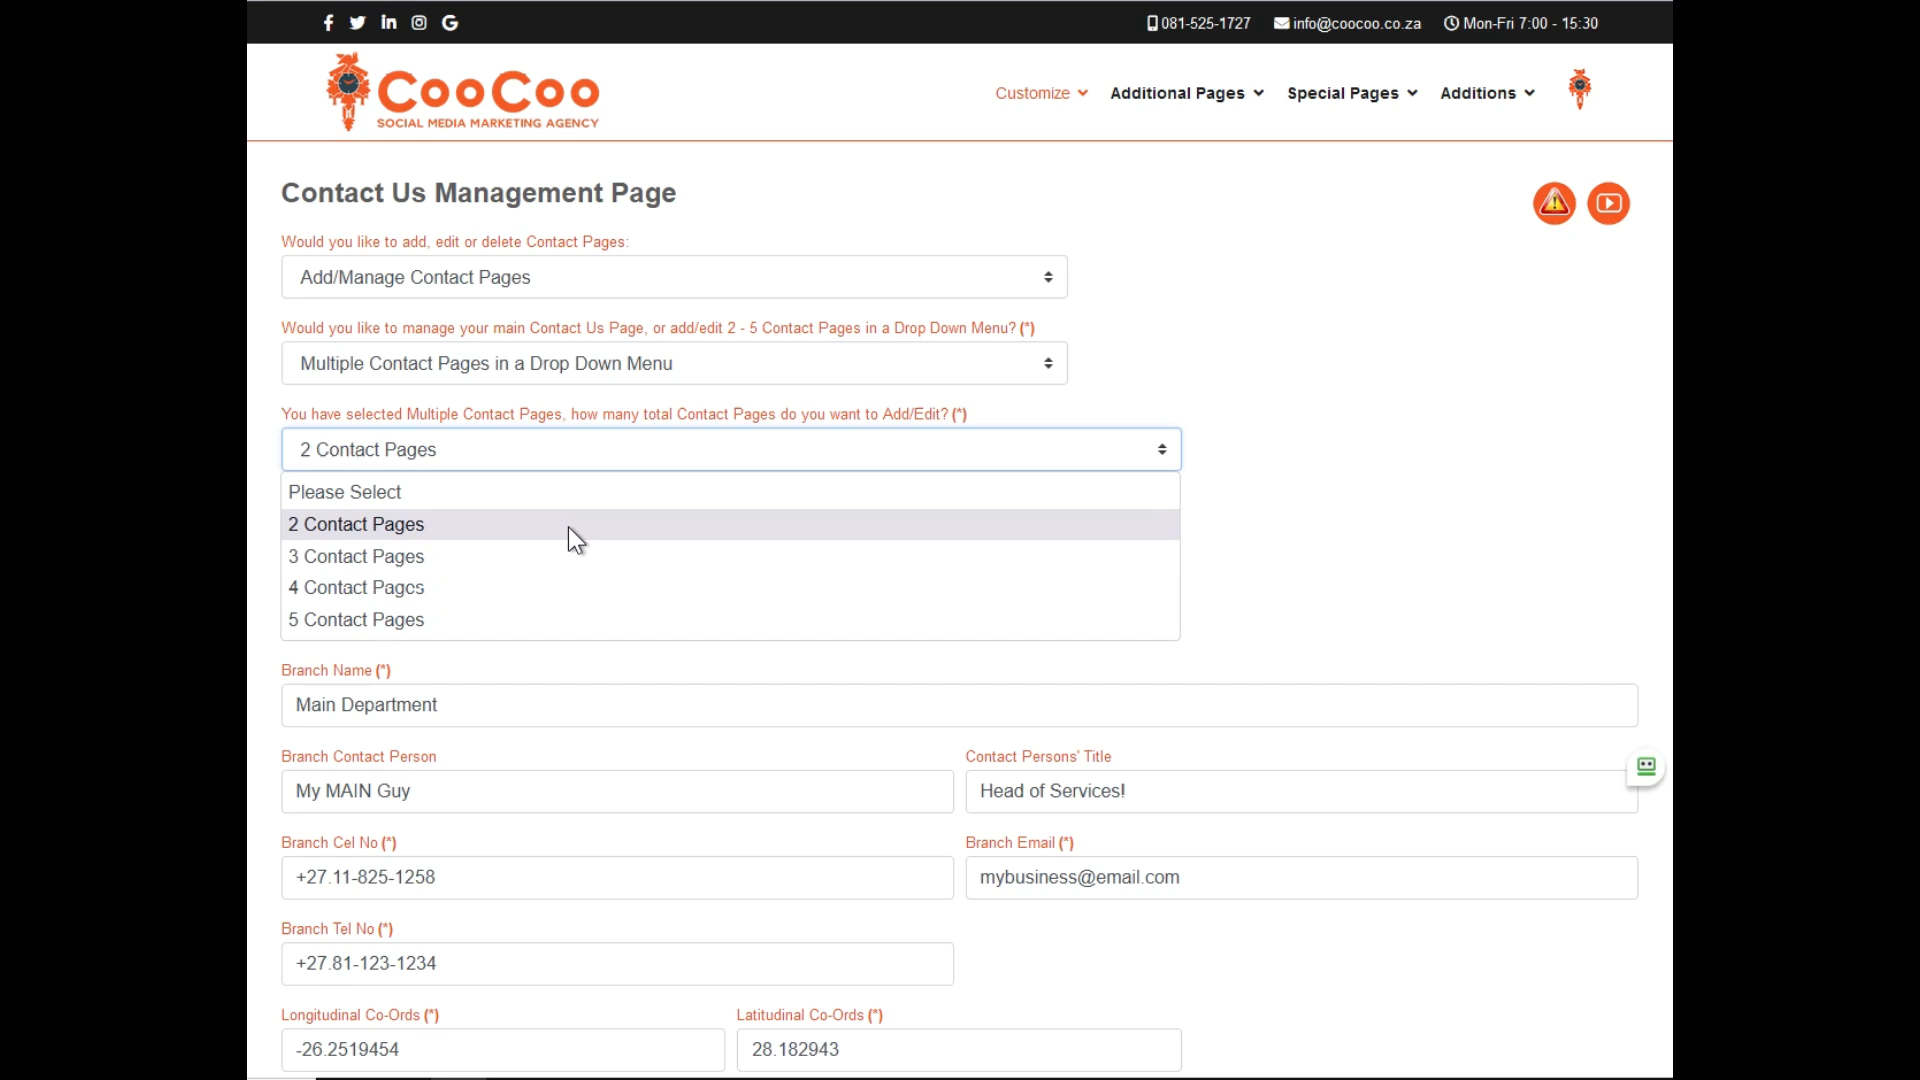 081-525-1727 info@coocoo.co.za Mon-Fri 7:00 - 15:30
CooCoo
SOCIAL MEDIA MARKETING AGENCY
Customize Additional Pages Special Pages Additions
Contact Us Management Page
Would you like to add, edit or delete Contact Pages:
Add/Manage Contact Pages
Would you like to manage your main Contact Us Page, or add/edit 2 - 5 Contact Pages in a Drop Down Menu? (*)
Multiple Contact Pages in a Drop Down Menu
You have selected Multiple Contact Pages, how many total Contact Pages do you want to Add/Edit? (*)
2 Contact Pages
Please Select
2 Contact Pages
3 Contact Pages
4 Contact Pages
5 Contact Pages
Branch Name (*)
Main Department
Branch Contact Person Contact Persons' Title
My MAIN Guy Head of Services!
Branch Cel No (*) Branch Email (*)
+27.11-825-1258 mybusiness@email.com
Branch Tel No (*)
+27.81-123-1234
Longitudinal Co-Ords (*) Latitudinal Co-Ords (*)
-26.2519454 28.182943